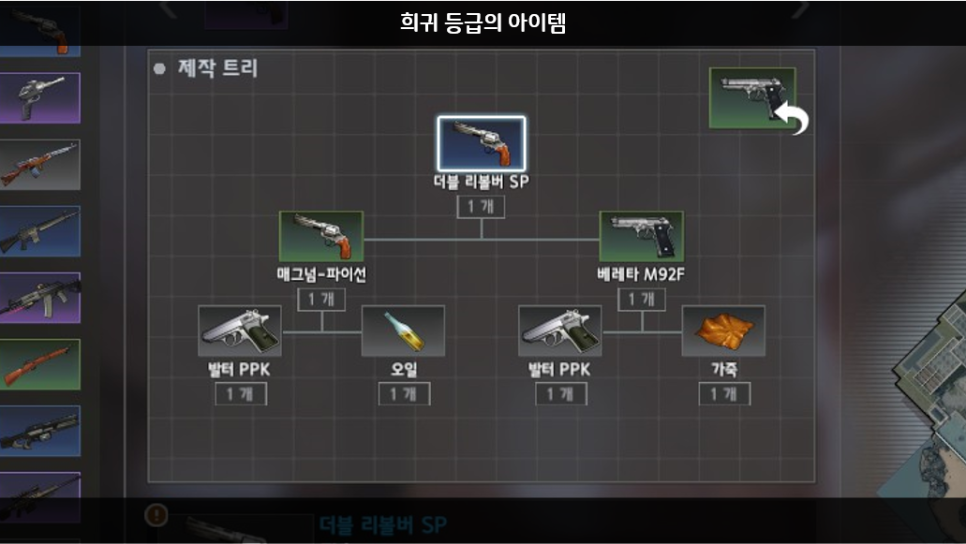 희귀 등급의 아이템
제작 트리
더블 리볼버 SP
1 개
매그넘-파이선
베레타 M92F
1 개
1 개
발터 PPK
오일
발터 PPK
가죽
1 개
1 개
1 개
1 개
더블 리볼버 SP